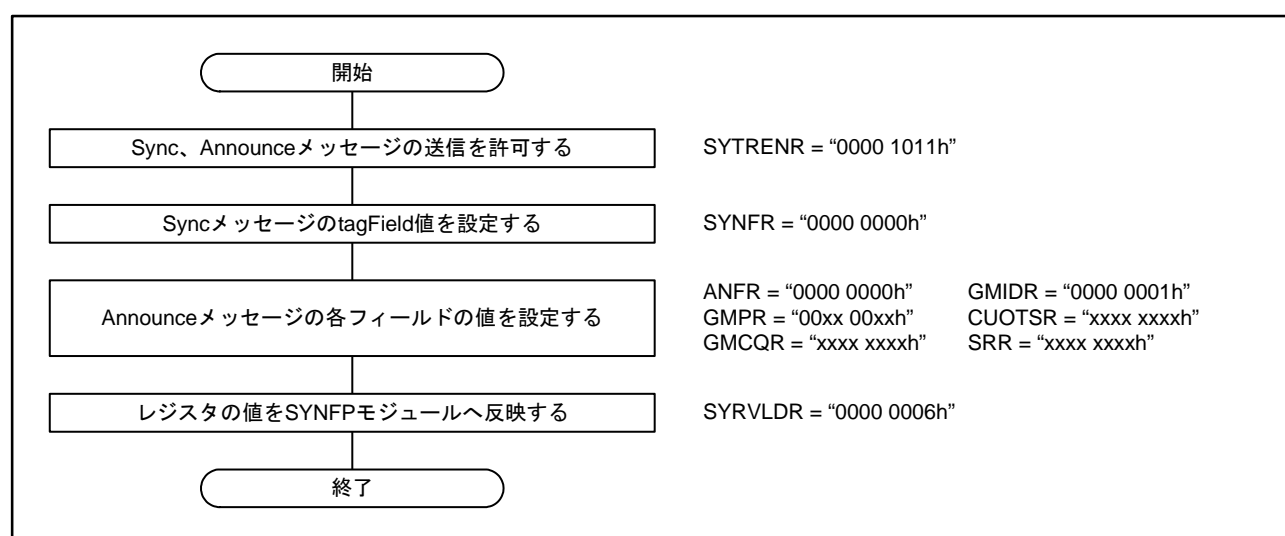 開始
Sync、Announceメッセージの送信を許可する
SYTRENR = “0000 1011h”
SyncメッセージのtagField値を設定する
SYNFR = “0000 0000h”
Announceメッセージの各フィールドの値を設定する
ANFR = “0000 0000h” GMIDR = “0000 0001h”
GMPR = “00xx 00xxh” CUOTSR = “xxxx xxxxh”
GMCQR = “xxxx xxxxh” SRR = “xxxx xxxxh”
レジスタの値をSYNFPモジュールへ反映する
SYRVLDR = “0000 0006h”
終了